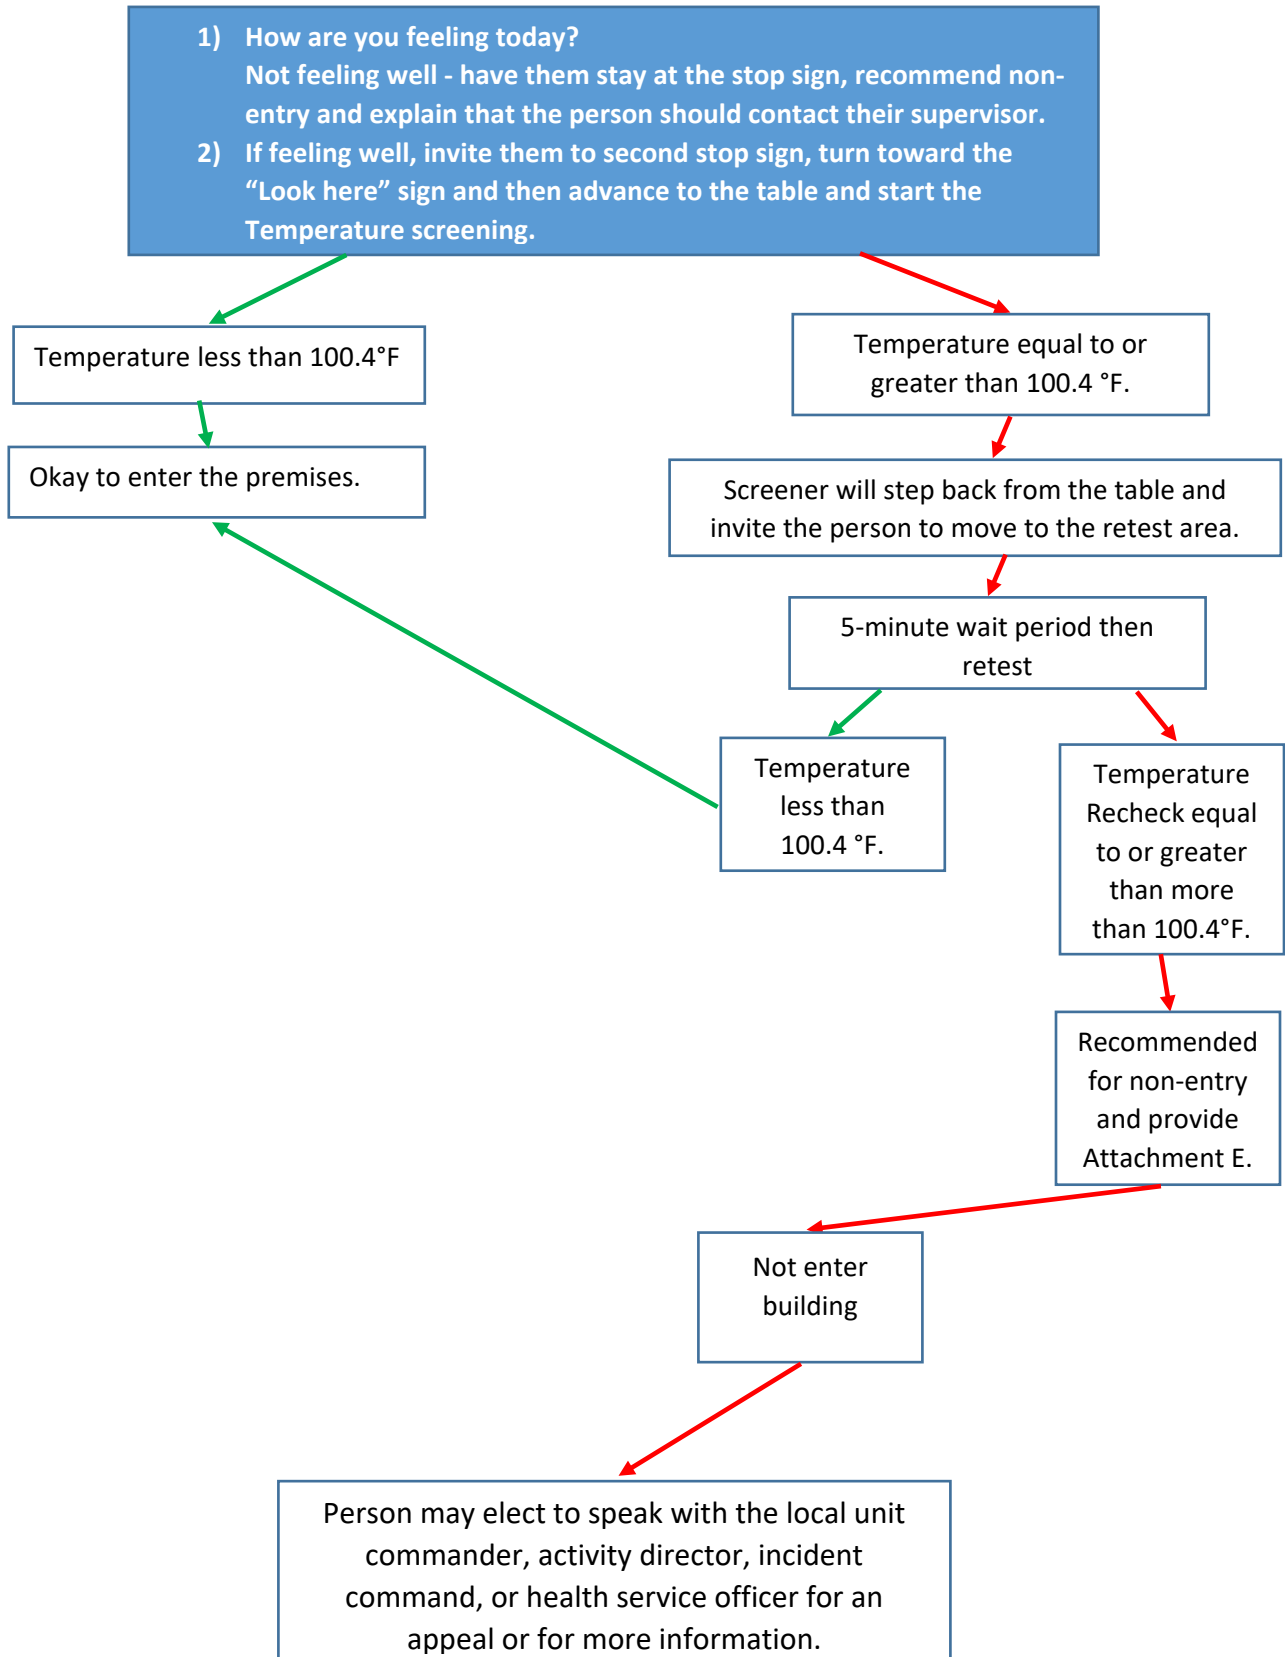 1) How are you feeling today?
Not feeling well - have them stay at the stop sign, recommend non-
entry and explain that the person should contact their supervisor.
2) If feeling well, invite them to second stop sign, turn toward the
“Look here” sign and then advance to the table and start the
Temperature screening.
Temperature less than 100.4°F
Okay to enter the premises.
Temperature equal to or
greater than 100.4 °F.
Screener will step back from the table and
invite the person to move to the retest area.
5-minute wait period then
retest
Temperature
less than
100.4 °F.
Temperature
Recheck equal
to or greater
than more
than 100.4°F.
Recommended
for non-entry
and provide
Attachment E.
Not enter
building
Person may elect to speak with the local unit
commander, activity director, incident
command, or health service officer for an
appeal or for more information.